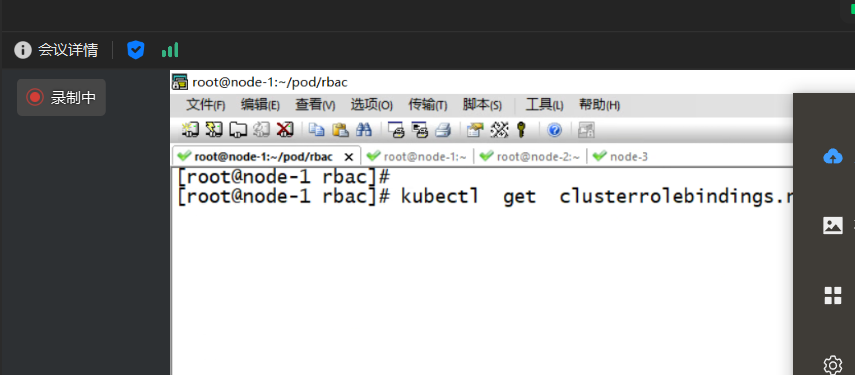 会议详情
录制中
root@node-1:~/pod/rbac
文件(F) 编辑(E) 查看(V) 选项(O) 传输(T) 脚本(S) 工具(L) 帮助(H)
root@node-1:~/pod/rbac root@node-1:~ root@node-2:~ node-3
[root@node-1 rbac]#
[root@node-1 rbac]# kubectl get clusterrolebindings.r